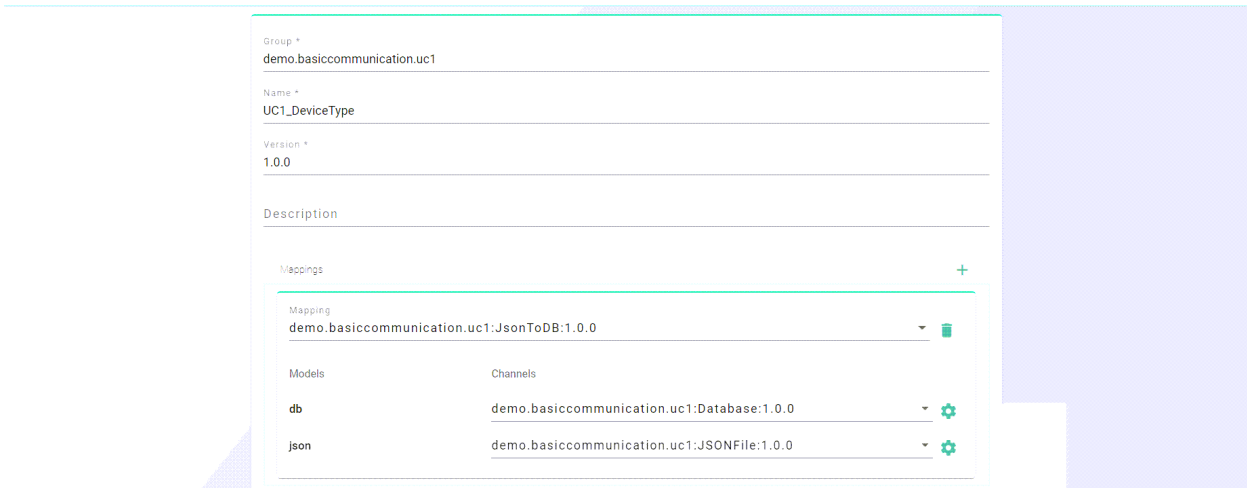 Group *
demo.basiccommunication.uc1
Name *
UC1_DeviceType
Version *
1.0.0
Description
Mappings
Mapping
demo.basiccommunication.uc1:JsonToDB:1.0.0
Models Channels
db demo.basiccommunication.uc1:Database:1.0.0
json demo.basiccommunication.uc1:JSONFile:1.0.0